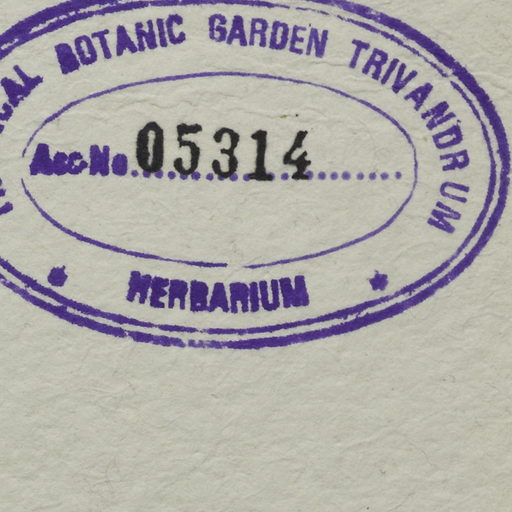 BOTANIC GARDEN TRIVANDRUM
Acc No. 05314
HERBARIUM